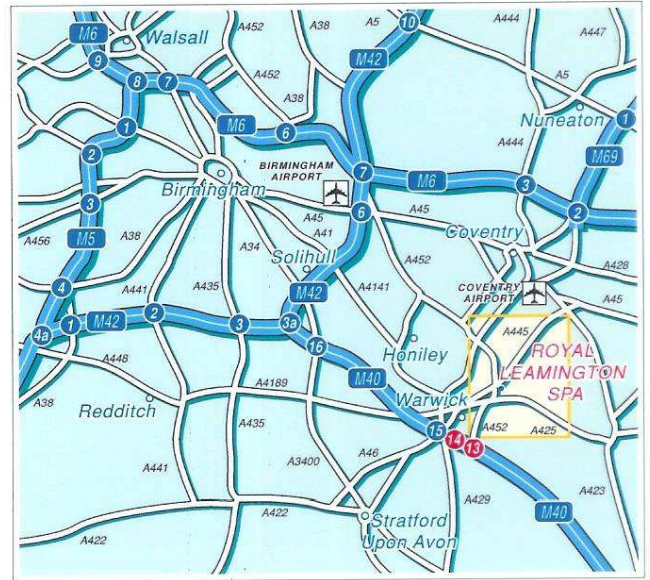 A452
A38
A5
10
A444
A447
M6
Walsall
9
8
7
A452
M42
A5
A38
Nuneaton
1
1
M6
6
A444
M69
2
BIRMINGHAM
AIRPORT
7
M6
3
2
Birmingham
3
6
A45
A45
A41
Coventry
A456
A38
M5
A34
Solihull
A452
A428
4
A441
A435
M42
A4141
COVENTRY
AIRPORT
A45
4a
1
M42
2
3
3a
16
A445
ROYAL
LEAMINGTON
SPA
Honiley
A448
M40
A4189
Warwick
A38
Redditch
A435
15
14
13
A452
A425
A441
A3400
A46
A429
A423
A422
Stratford
Upon Avon
M40
A422